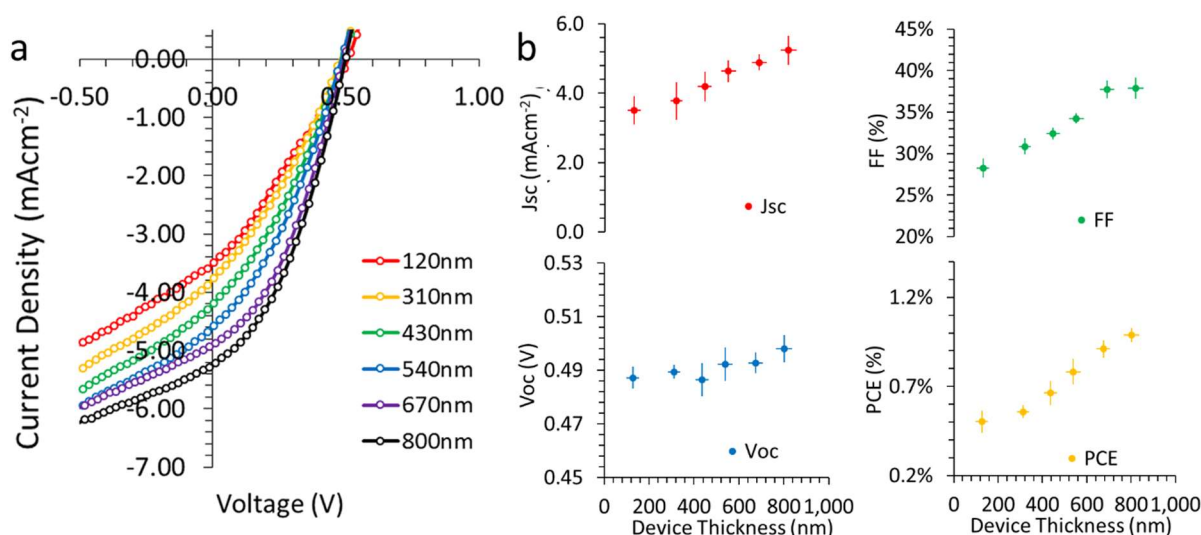 a
0.00
-0.50
0.00
0.50
1.00
-1.00
-2.00
-3.00
-4.00
-5.00
-6.00
-7.00
Current Density (mAcm-2)
Voltage (V)
120nm
310nm
430nm
540nm
670nm
800nm
b
6.0
4.0
2.0
0.0
Jsc (mAcm-2)
Jsc
45%
40%
35%
30%
25%
20%
FF (%)
FF
0.53
0.51
0.49
0.47
0.45
Voc (V)
Voc
0 200 400 600 800 1,000
Device Thickness (nm)
1.2%
0.7%
0.2%
PCE (%)
PCE
0 200 400 600 800 1,000
Device Thickness (nm)